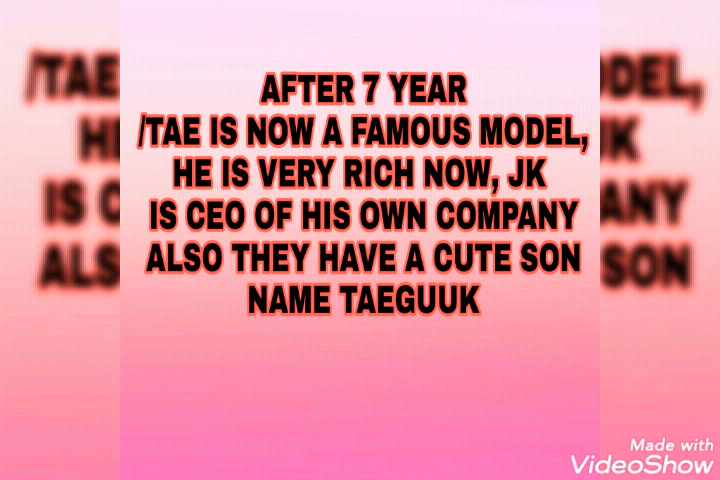 AFTER 7 YEAR
/TAE IS NOW A FAMOUS MODEL,
HE IS VERY RICH NOW, JK
IS CEO OF HIS OWN COMPANY
ALSO THEY HAVE A CUTE SON
NAME TAEGUUK
Made with
VideoShow